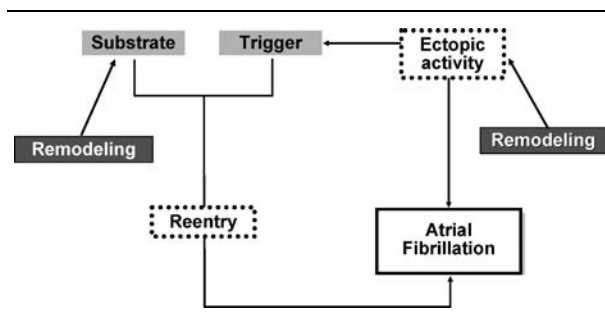 Substrate
Trigger
Ectopic
activity
Remodeling
Remodeling
Reentry
Atrial
Fibrillation